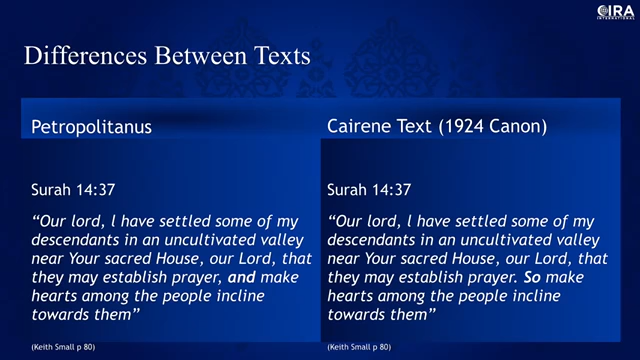 CIRA
INTERNATIONAL
Differences Between Texts
Petropolitanus
Surah 14:37
“Our lord, l have settled some of my
descendants in an uncultivated valley
near Your sacred House, our Lord, that
they may establish prayer, and make
hearts among the people incline
towards them”
(Keith Small p 80)
Cairene Text (1924 Canon)
Surah 14:37
“Our lord, l have settled some of my
descendants in an uncultivated valley
near Your sacred House, our Lord, that
they may establish prayer. So make
hearts among the people incline
towards them”
(Keith Small p 80)